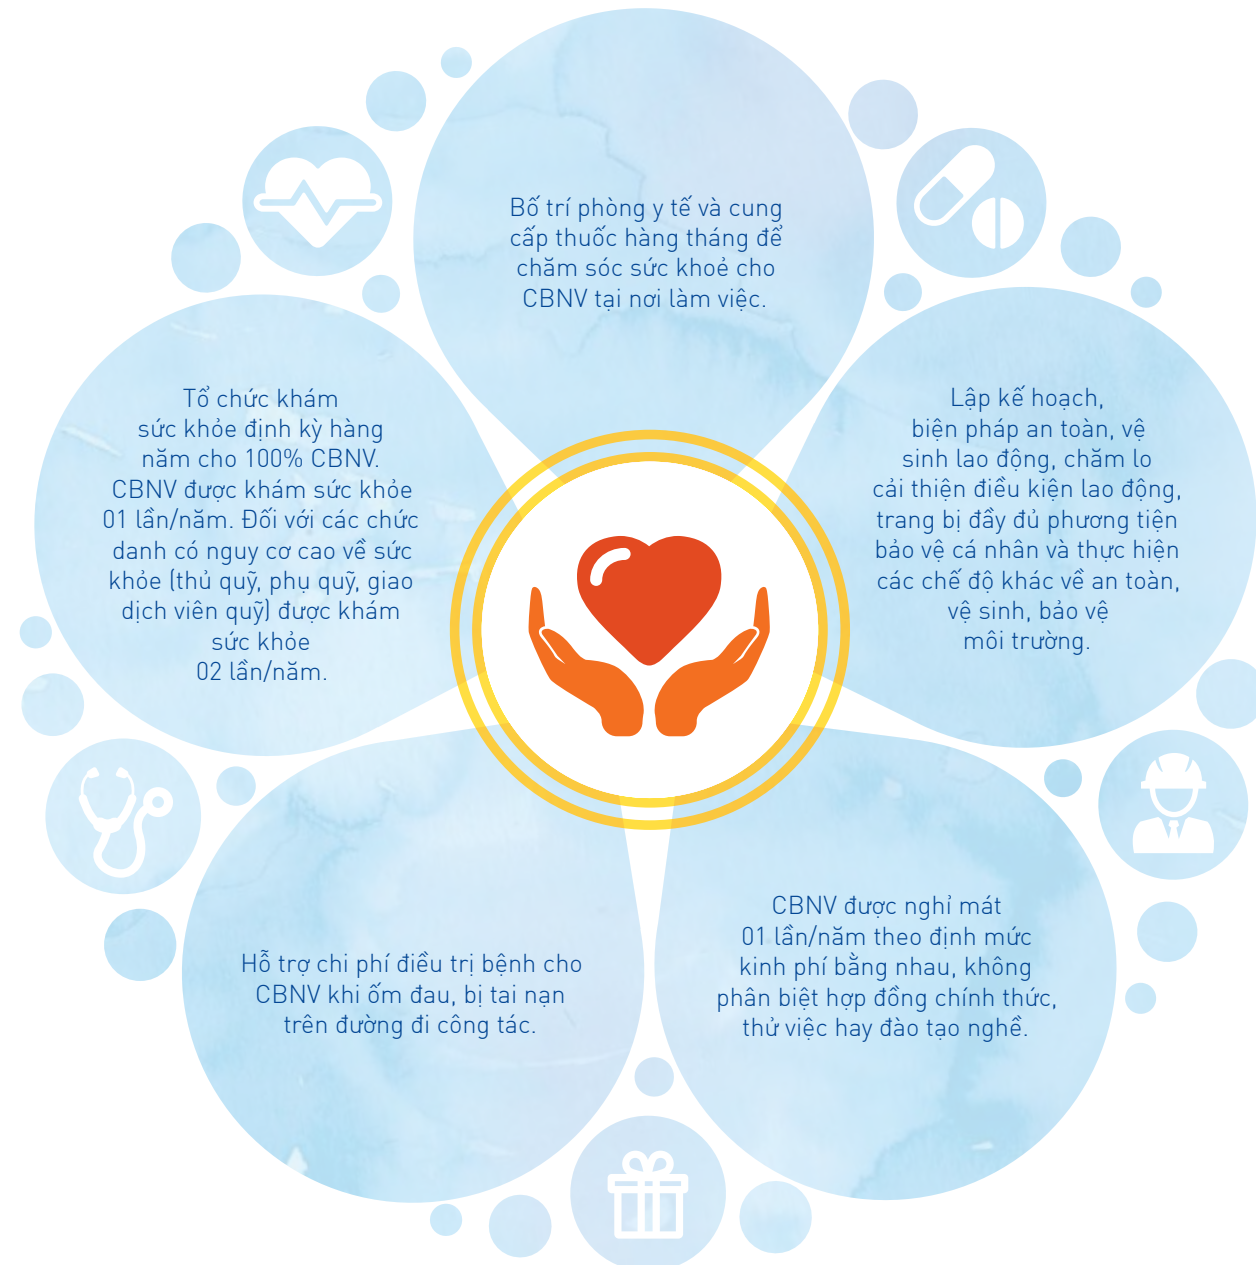 Bố trí phòng y tế và cung
cấp thuốc hàng tháng để
chăm sóc sức khoẻ cho
CBNV tại nơi làm việc.
Tổ chức khám
sức khỏe định kỳ hàng
năm cho 100% CBNV.
CBNV được khám sức khỏe
01 lần/năm. Đối với các chức
danh có nguy cơ cao về sức
khỏe (thủ quỹ, phụ quỹ, giao
dịch viên quỹ) được khám
sức khỏe
02 lần/năm.
Lập kế hoạch,
biện pháp an toàn, vệ
sinh lao động, chăm lo
cải thiện điều kiện lao động,
trang bị đầy đủ phương tiện
bảo vệ cá nhân và thực hiện
các chế độ khác về an toàn,
vệ sinh, bảo vệ
môi trường.
Hỗ trợ chi phí điều trị bệnh cho
CBNV khi ốm đau, bị tai nạn
trên đường đi công tác.
CBNV được nghỉ mát
01 lần/năm theo định mức
kinh phí bằng nhau, không
phân biệt hợp đồng chính thức,
thử việc hay đào tạo nghề.